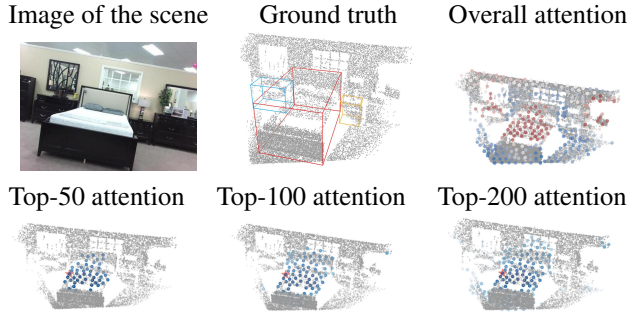 Image of the scene
Ground truth
Overall attention
Top-50 attention
Top-100 attention
Top-200 attention